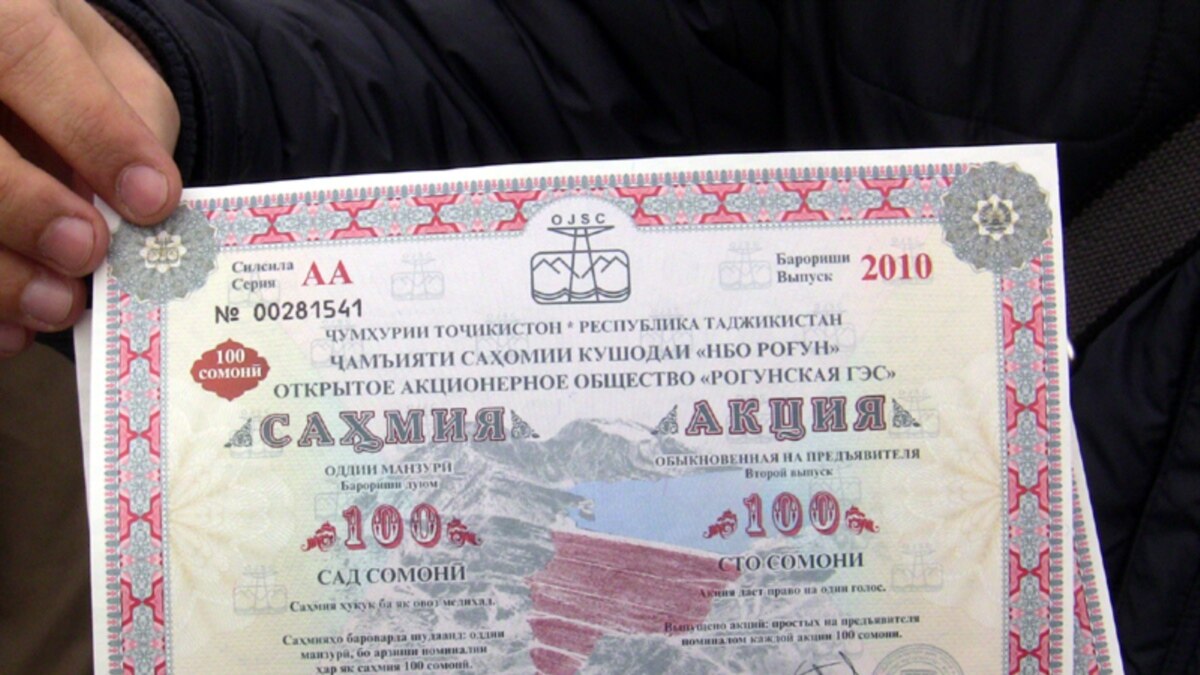 OJSC
Силсила
Серия
АА
№ 00281541
Барориши
Выпуск
2010
ҶУМҲУРИИ ТОҶИКИСТОН * РЕСПУБЛИКА ТАДЖИКИСТАН
ҶАМЪИЯТИ САҲОМИИ КУШОДАИ «НБО РОҒУН»
ОТКРЫТОЕ АКЦИОНЕРНОЕ ОБЩЕСТВО «РОГУНСКАЯ ГЭС»
100
СОМОНӢ
САҲМИЯ
ОДДИИ МАНЗУРӢ
Барориши дуюм
100
САД СОМОНӢ
Саҳмия ҳуқуқ ба як овоз медиҳад.
Саҳмияҳо бароварда шудаанд: оддии
манзурӣ, бо арзиши номиналии
ҳар як саҳмия 100 сомонӣ.
АКЦИЯ
ОБЫКНОВЕННАЯ НА ПРЕДЪЯВИТЕЛЯ
Второй выпуск
100
СТО СОМОНИ
Акция даст право на один голос.
Выпущено акций: простых на предъявителя
номиналом каждой акции 100 сомони.